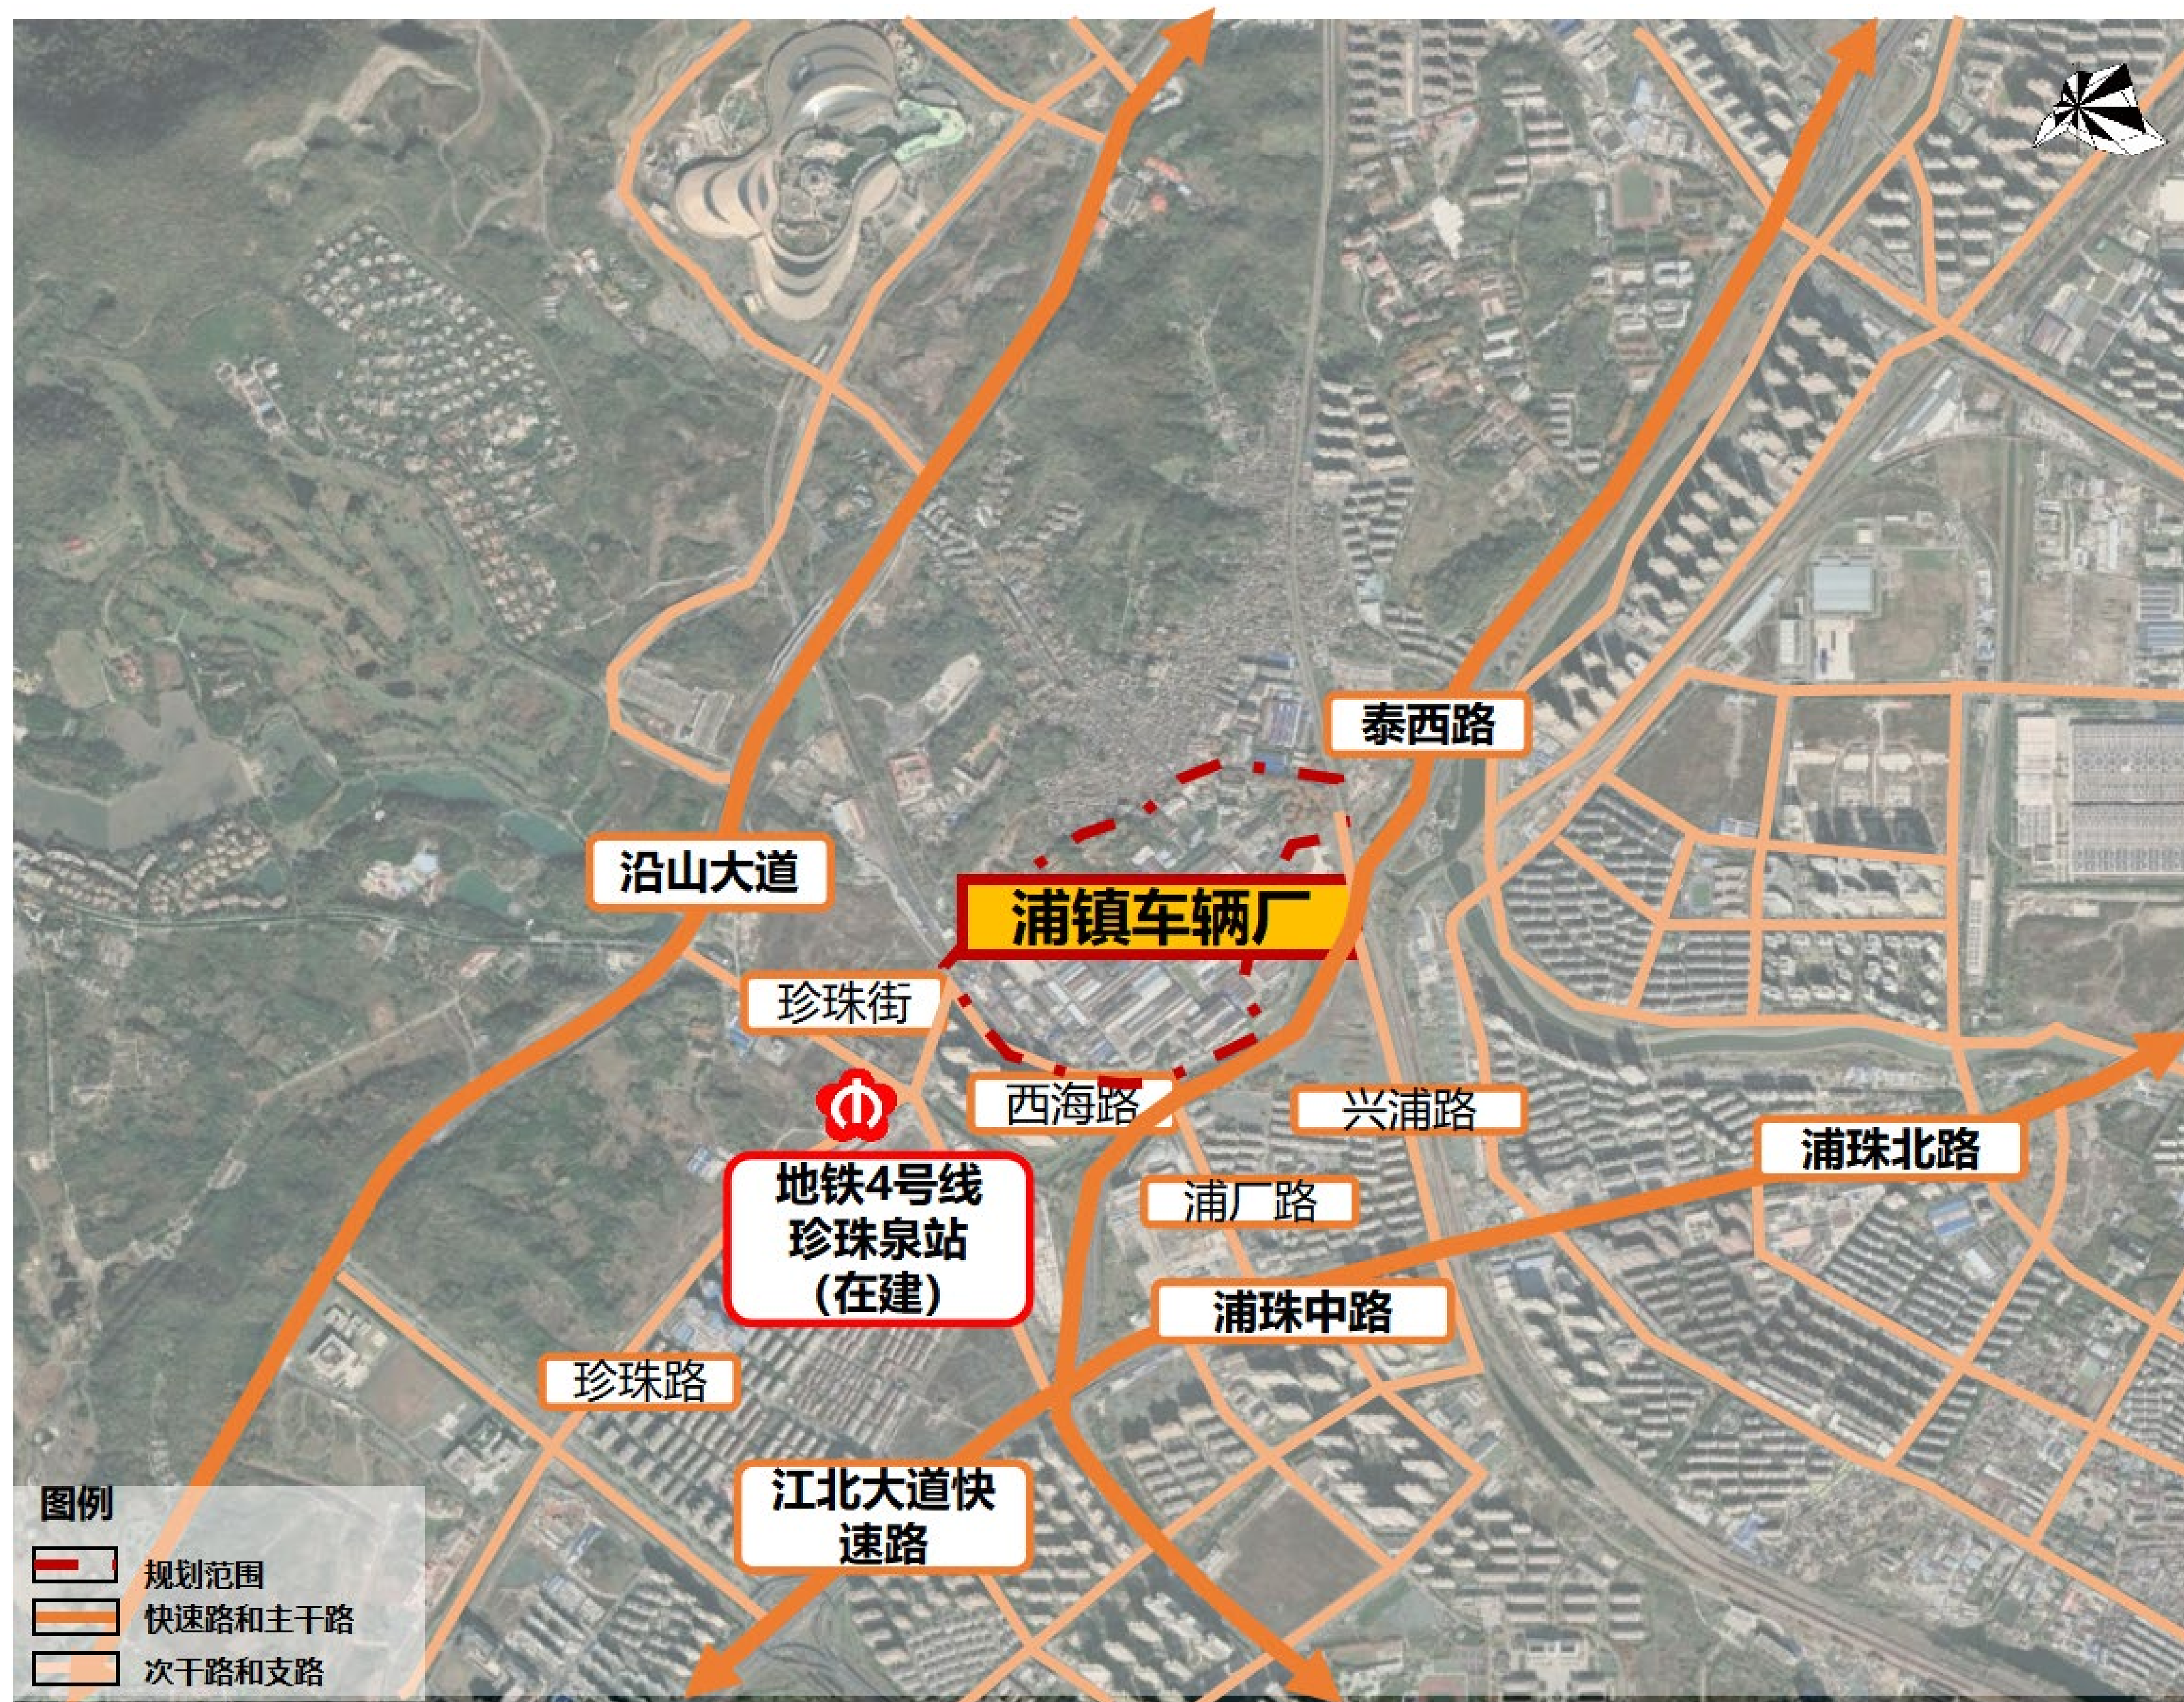 泰西路
沿山大道
浦镇车辆厂
珍珠街
西海路
兴浦路
浦珠北路
地铁4号线
珍珠泉站
（在建）
浦厂路
浦珠中路
珍珠路
江北大道快
速路
图例
规划范围
快速路和主干路
次干路和支路